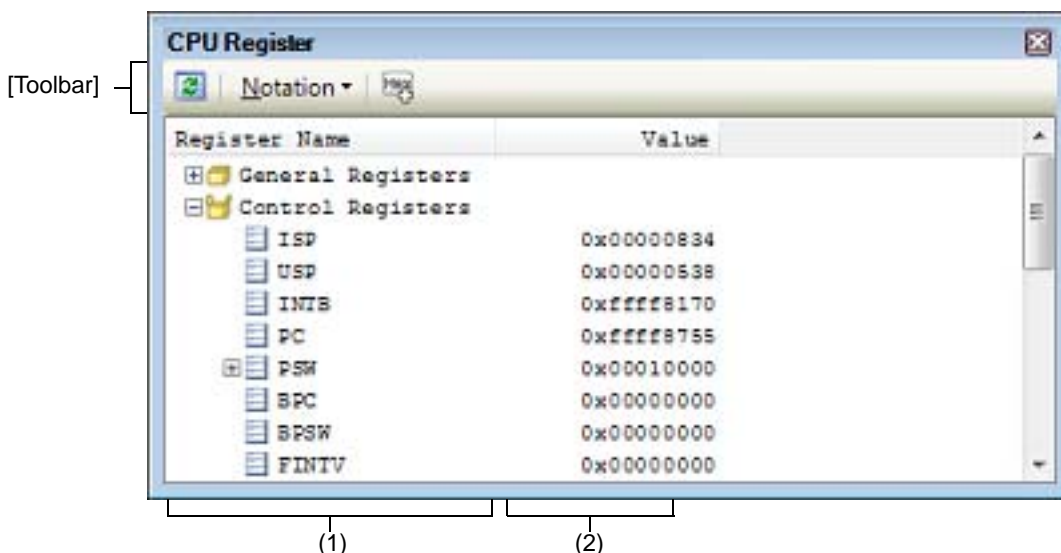 CPU Register
[Toolbar]
Notation
Hex
Register Name Value
General Registers
Control Registers
ISP 0x00000834
USP 0x00000538
INTB 0xffff8170
PC 0xffff8755
PSW 0x00010000
BPC 0x00000000
BPSW 0x00000000
FINTV 0x00000000
(1) (2)